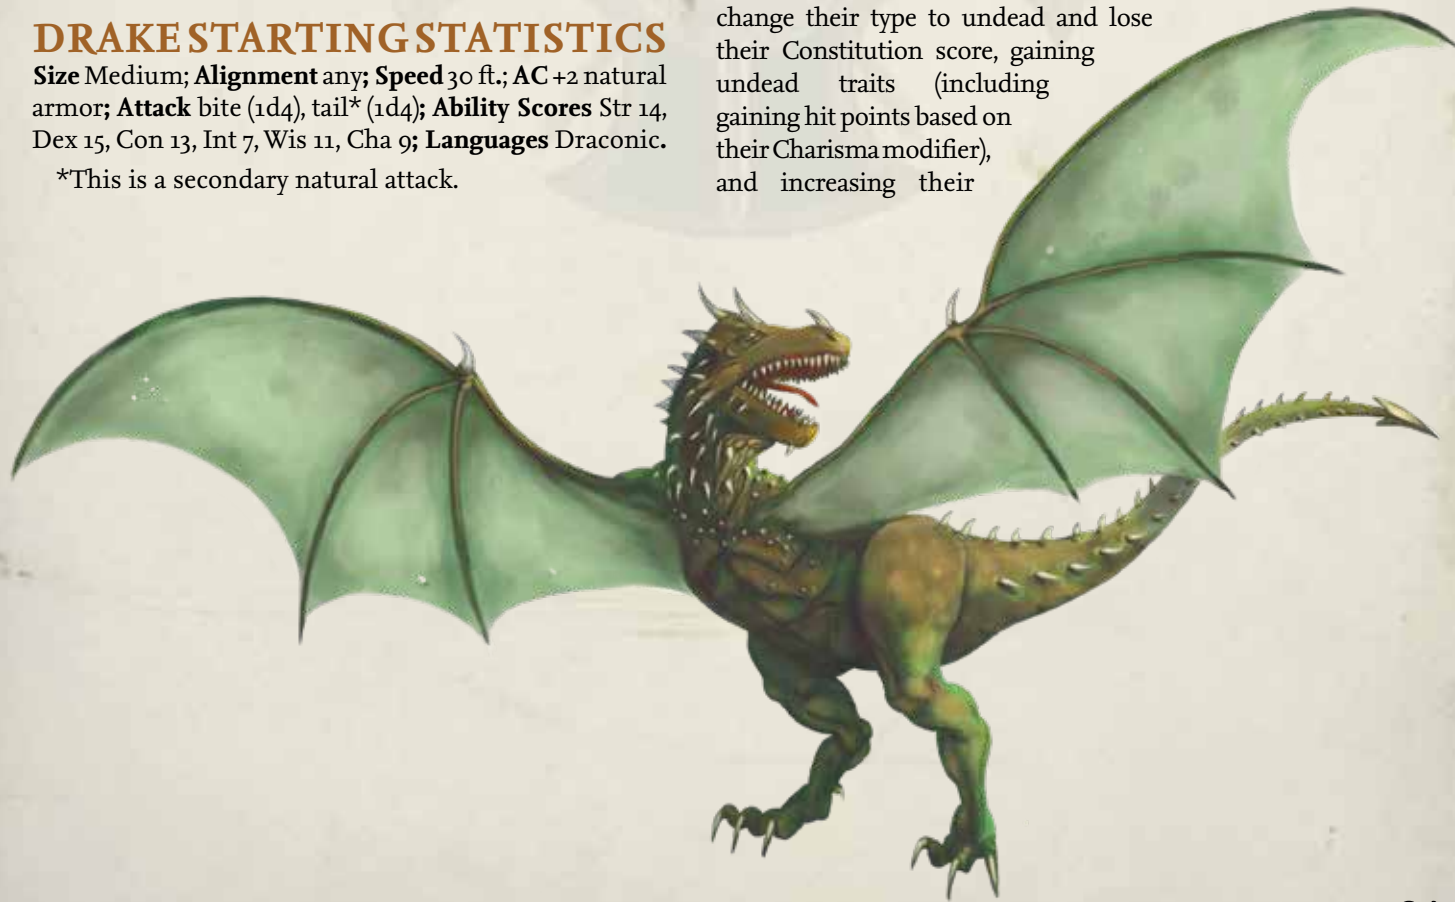 DRAKE STARTING STATISTICS
Size Medium; Alignment any; Speed 30 ft.; AC +2 natural
armor; Attack bite (1d4), tail* (1d4); Ability Scores Str 14,
Dex 15, Con 13, Int 7, Wis 11, Cha 9; Languages Draconic.
*This is a secondary natural attack.
change their type to undead and lose
their Constitution score, gaining
undead traits (including
gaining hit points based on
their Charisma modifier),
and increasing their